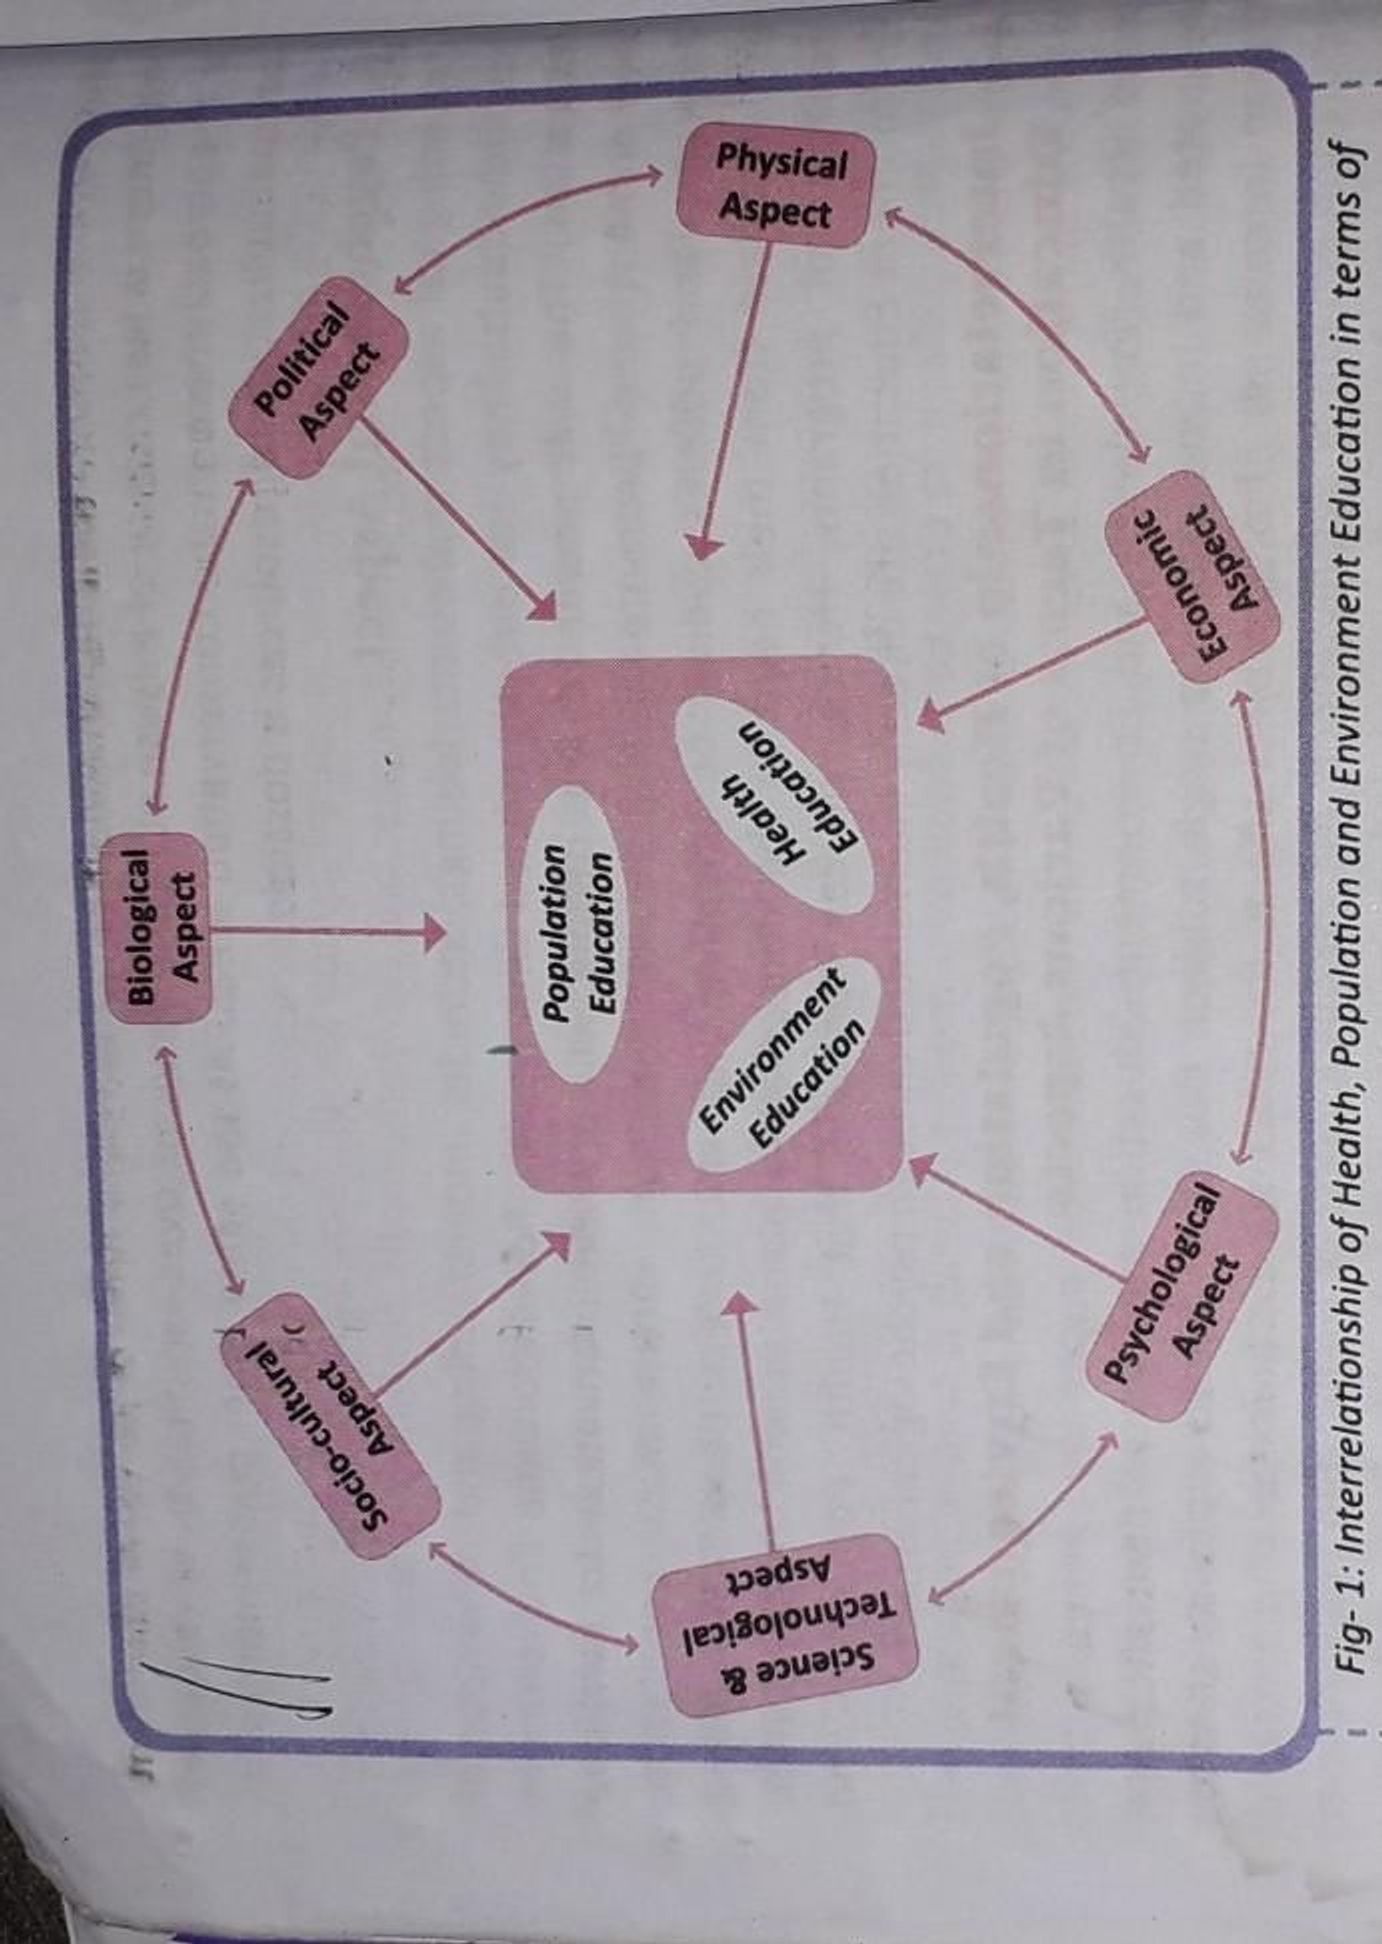 Biological
Aspect
Political
Aspect
Physical
Aspect
Economic
Aspect
Psychological
Aspect
Science &
Technological
Aspect
Socio-cultural
Aspect
Population
Education
Health
Education
Environment
Education
Fig- 1: Interrelationship of Health, Population and Environment Education in terms of